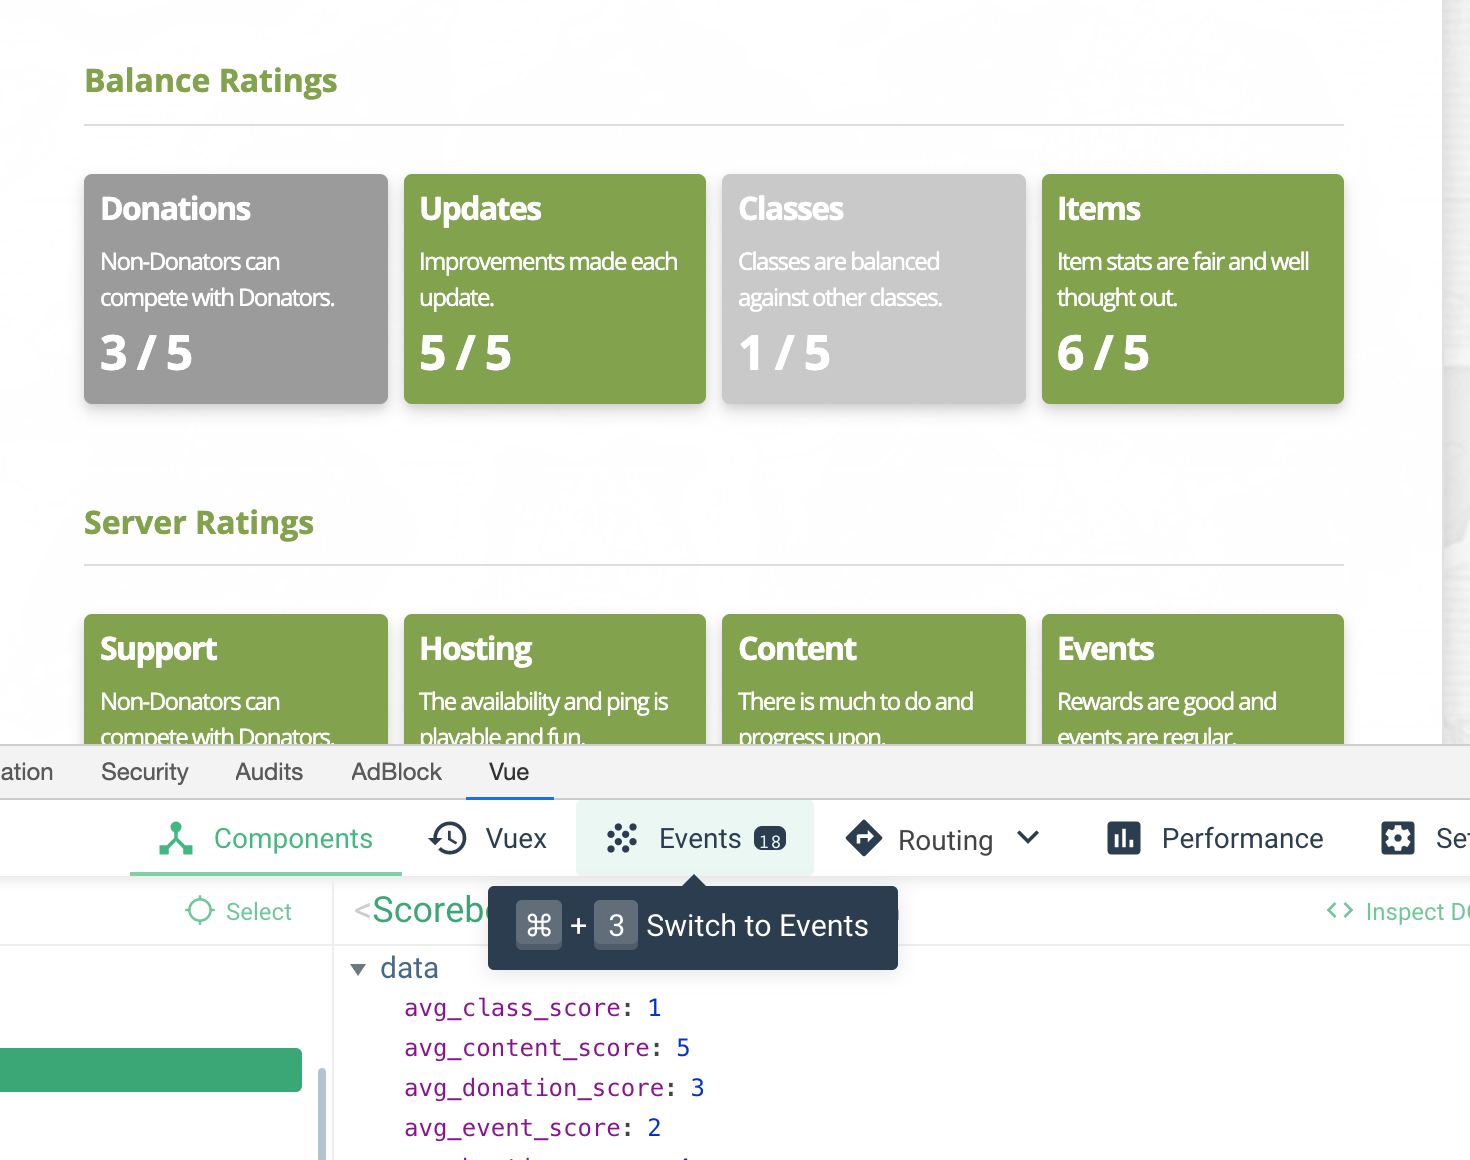 Balance Ratings
Donations
Non-Donators can
compete with Donators.
3 / 5
Updates
Improvements made each
update.
5 / 5
Classes
Classes are balanced
against other classes.
1 / 5
Items
Item stats are fair and well
thought out.
6 / 5
Server Ratings
Support
Non-Donators can
compete with Donators.
Hosting
The availability and ping is
playable and fun.
Content
There is much to do and
progress upon.
Events
Rewards are good and
events are regular.
ation Security Audits AdBlock Vue
Components Vuex Events 18 Routing Performance Se
Select <Scoreb Inspect D
⌘ + 3 Switch to Events
data
avg_class_score: 1
avg_content_score: 5
avg_donation_score: 3
avg_event_score: 2